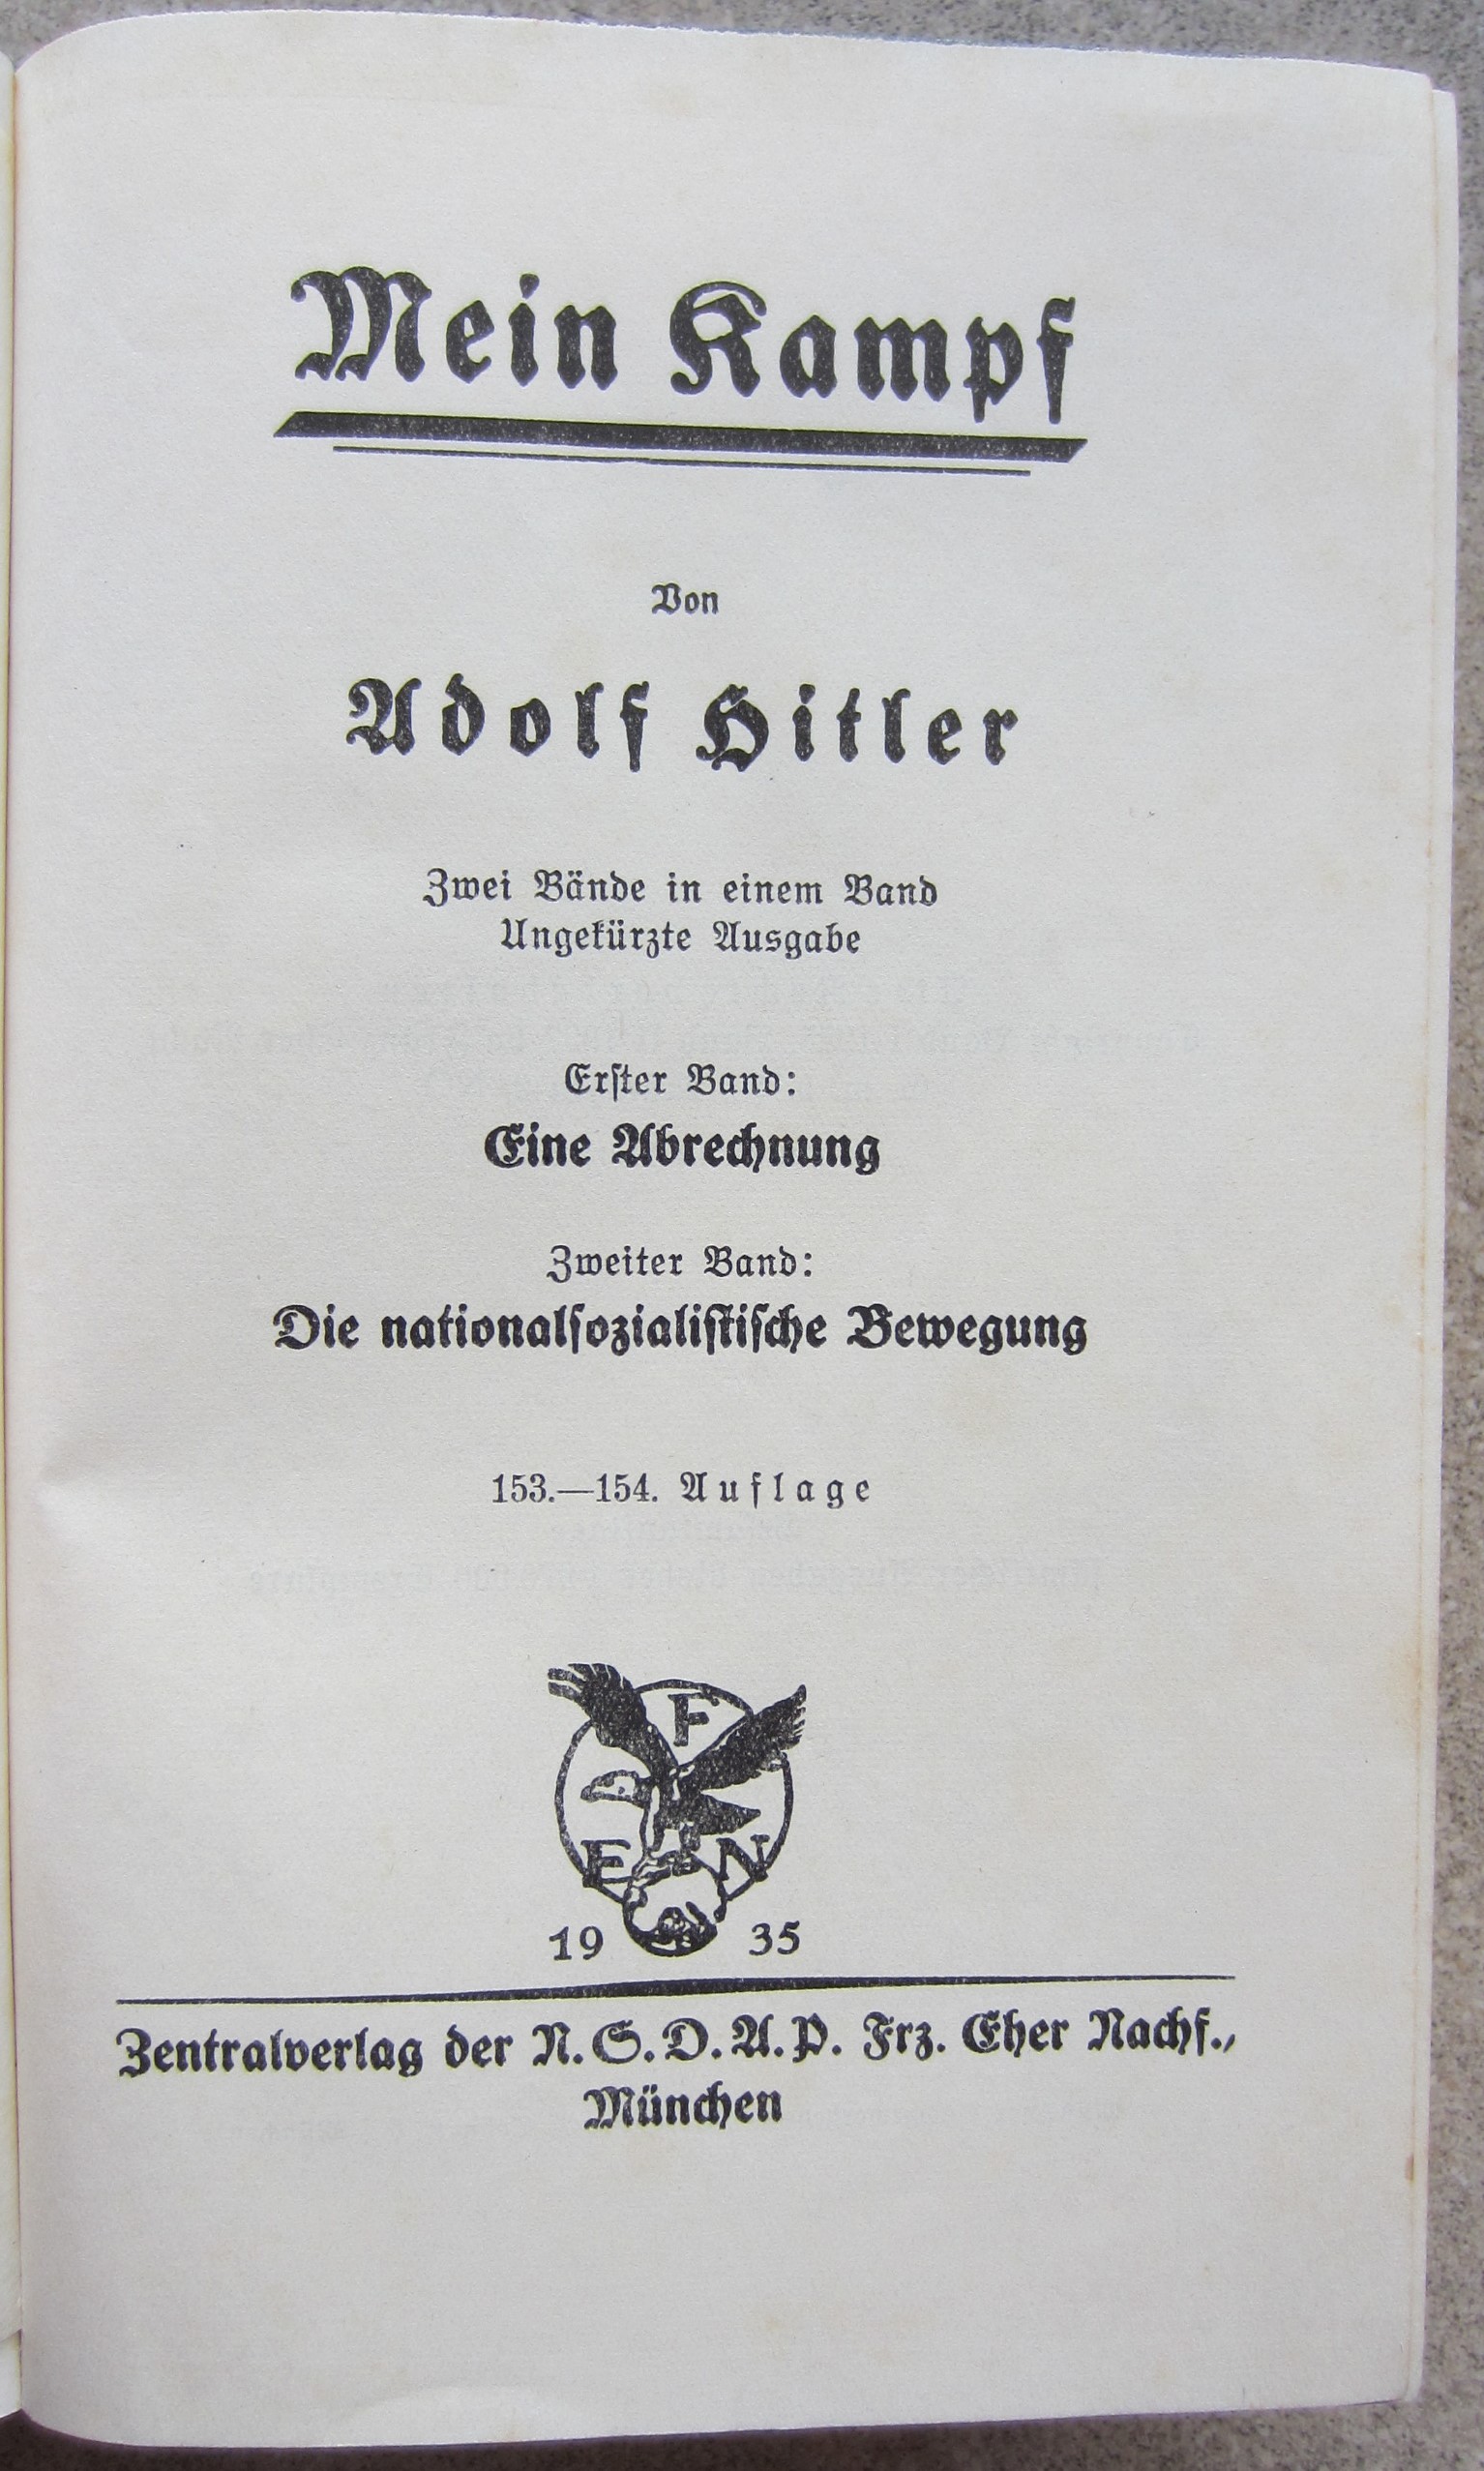 Mein Kampf
Von
Adolf Hitler
Zwei Bände in einem Band
Ungekürzte Ausgabe
Erſter Band:
Eine Abrechnung
Zweiter Band:
Die nationalſozialiſtiſche Bewegung
153.—154. Auflage
F
E N
19 35
Zentralverlag der N.S.D.A.P. Frz. Eher Nachf.,
München